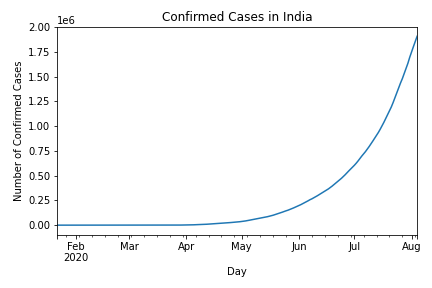 Confirmed Cases in India
1e6
2.00
1.75
1.50
1.25
1.00
0.75
0.50
0.25
0.00
Number of Confirmed Cases
Feb Mar Apr May Jun Jul Aug
2020
Day